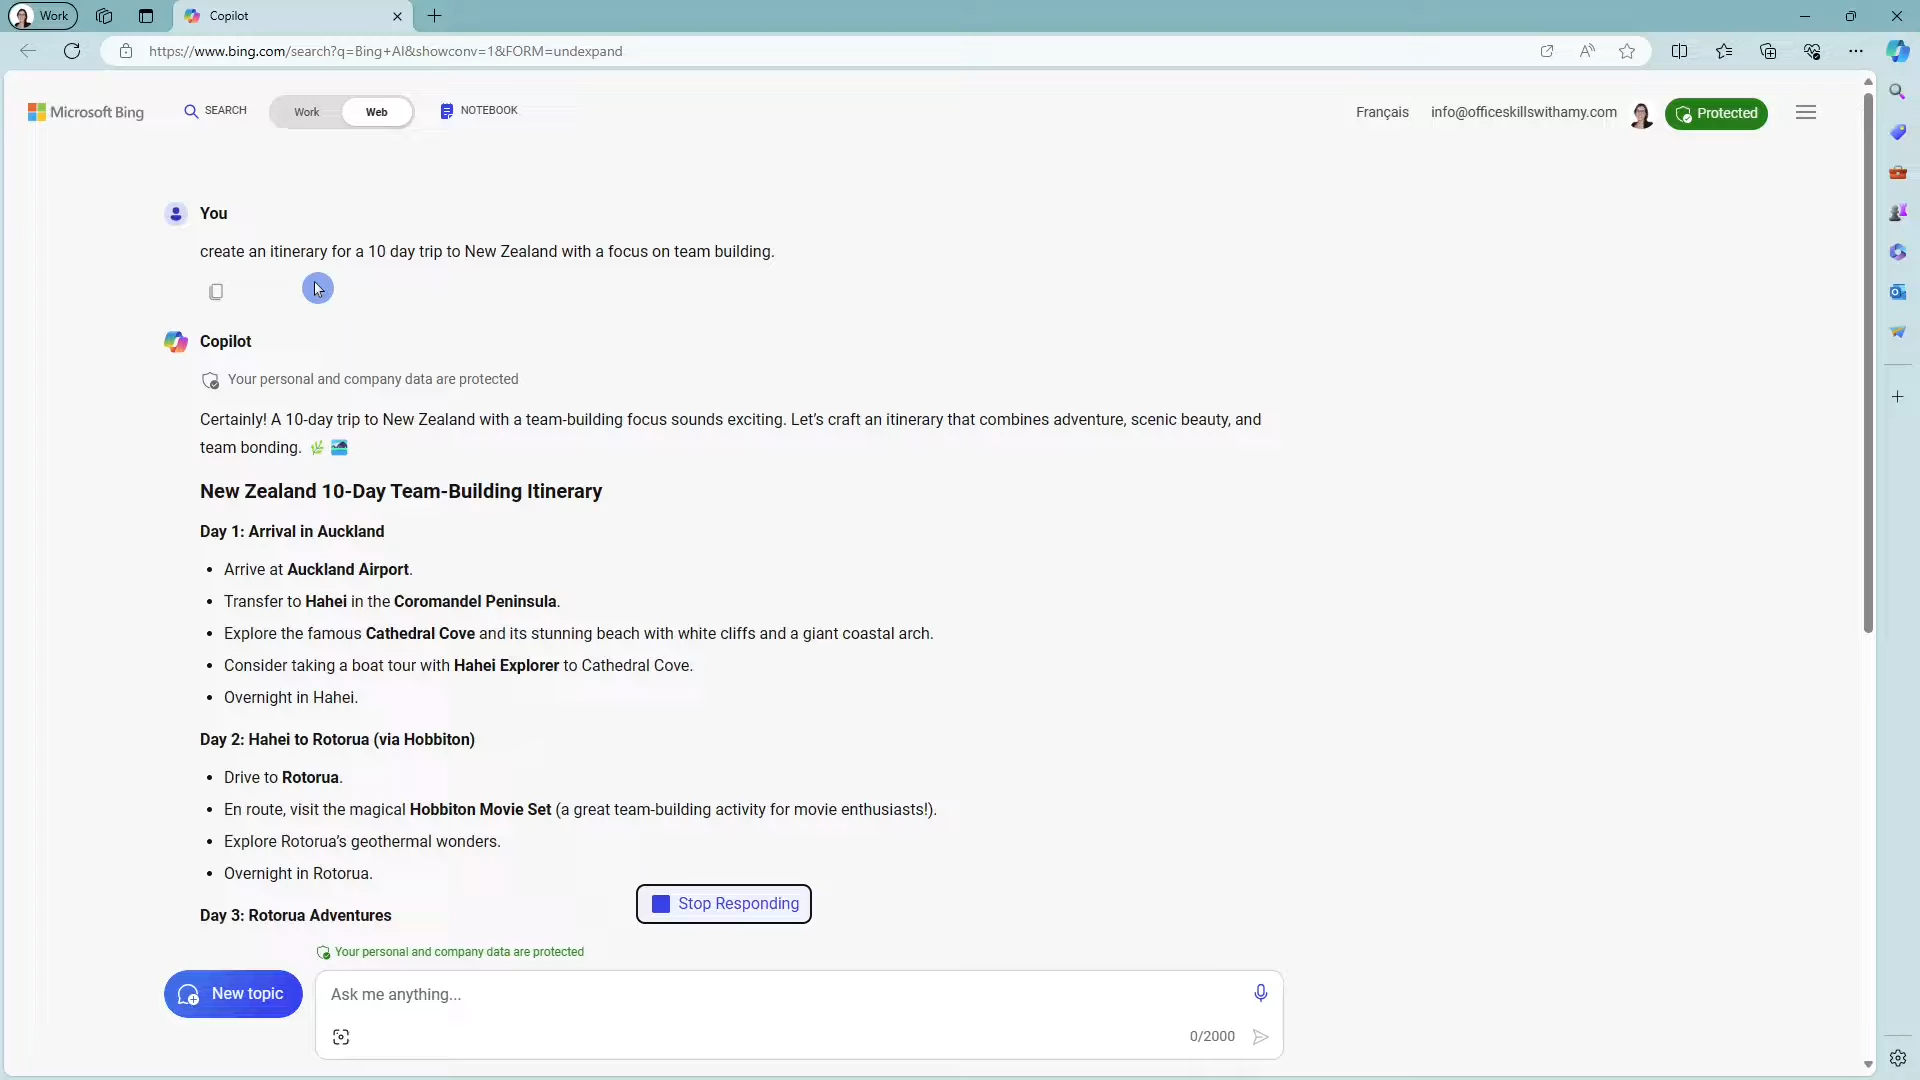 Work
Copilot
https://www.bing.com/search?q=Bing+AI&showconv=1&FORM=undexpand
Microsoft Bing
SEARCH
Work
Web
NOTEBOOK
Français
info@officeskillswithamy.com
Protected
You
create an itinerary for a 10 day trip to New Zealand with a focus on team building.
Copilot
Your personal and company data are protected
Certainly! A 10-day trip to New Zealand with a team-building focus sounds exciting. Let’s craft an itinerary that combines adventure, scenic beauty, and
team bonding.
New Zealand 10-Day Team-Building Itinerary
Day 1: Arrival in Auckland
• Arrive at Auckland Airport.
• Transfer to Hahei in the Coromandel Peninsula.
• Explore the famous Cathedral Cove and its stunning beach with white cliffs and a giant coastal arch.
• Consider taking a boat tour with Hahei Explorer to Cathedral Cove.
• Overnight in Hahei.
Day 2: Hahei to Rotorua (via Hobbiton)
• Drive to Rotorua.
• En route, visit the magical Hobbiton Movie Set (a great team-building activity for movie enthusiasts!).
• Explore Rotorua’s geothermal wonders.
• Overnight in Rotorua.
Day 3: Rotorua Adventures
Stop Responding
Your personal and company data are protected
New topic
Ask me anything...
0/2000